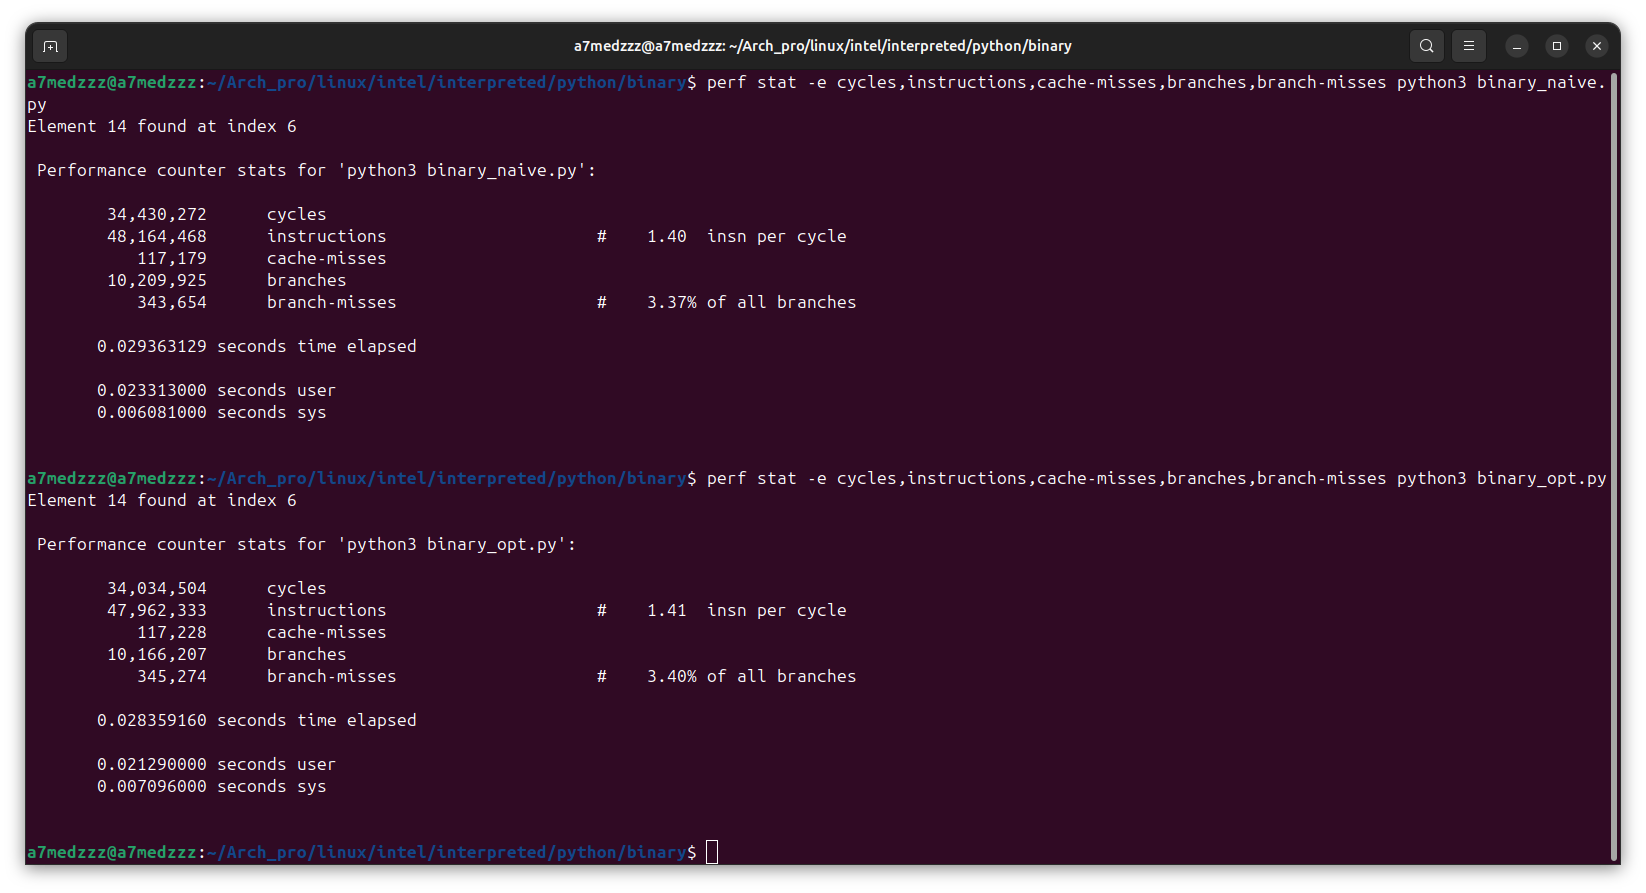 a7medzzz@a7medzzz: ~/Arch_pro/linux/intel/interpreted/python/binary
a7medzzz@a7medzzz:~/Arch_pro/linux/intel/interpreted/python/binary$ perf stat -e cycles,instructions,cache-misses,branches,branch-misses python3 binary_naive.
py
Element 14 found at index 6
Performance counter stats for 'python3 binary_naive.py':
34,430,272 cycles
48,164,468 instructions # 1.40 insn per cycle
117,179 cache-misses
10,209,925 branches
343,654 branch-misses # 3.37% of all branches
0.029363129 seconds time elapsed
0.023313000 seconds user
0.006081000 seconds sys
a7medzzz@a7medzzz:~/Arch_pro/linux/intel/interpreted/python/binary$ perf stat -e cycles,instructions,cache-misses,branches,branch-misses python3 binary_opt.py
Element 14 found at index 6
Performance counter stats for 'python3 binary_opt.py':
34,034,504 cycles
47,962,333 instructions # 1.41 insn per cycle
117,228 cache-misses
10,166,207 branches
345,274 branch-misses # 3.40% of all branches
0.028359160 seconds time elapsed
0.021290000 seconds user
0.007096000 seconds sys
a7medzzz@a7medzzz:~/Arch_pro/linux/intel/interpreted/python/binary$